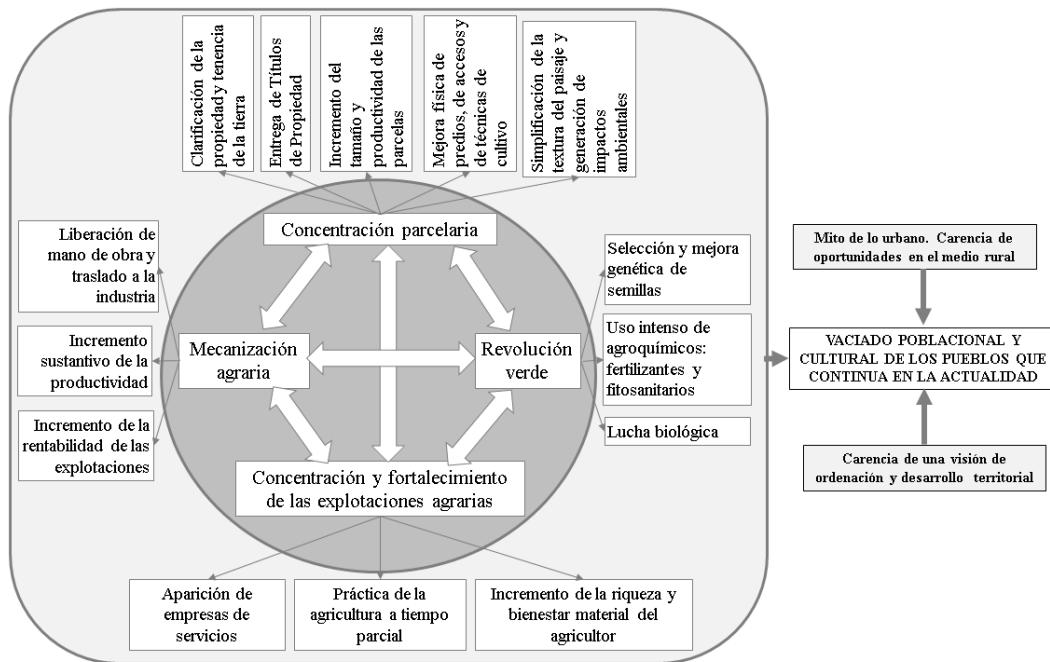 Clarificación de la
propiedad y tenencia
de la tierra
Entrega de Títulos
de Propiedad
Incremento del
tamaño y
productividad de las
parcelas
Mejora física de
predios, de accesos y
de técnicas de
cultivo
Simplificación de la
textura del paisaje y
generación de
impactos
ambientales
Concentración parcelaria
Liberación de
mano de obra y
traslado a la
industria
Incremento
sustantivo de la
productividad
Incremento de la
rentabilidad de las
explotaciones
Mecanización
agraria
Revolución
verde
Selección y mejora
genética de
semillas
Uso intenso de
agroquímicos:
fertilizantes y
fitosanitarios
Lucha biológica
Concentración y fortalecimiento
de las explotaciones agrarias
Aparición de
empresas de
servicios
Práctica de la
agricultura a tiempo
parcial
Incremento de la riqueza y
bienestar material del
agricultor
Mito de lo urbano. Carencia de
oportunidades en el medio rural
VACIADO POBLACIONAL Y
CULTURAL DE LOS PUEBLOS QUE
CONTINUA EN LA ACTUALIDAD
Carencia de una visión de
ordenación y desarrollo territorial